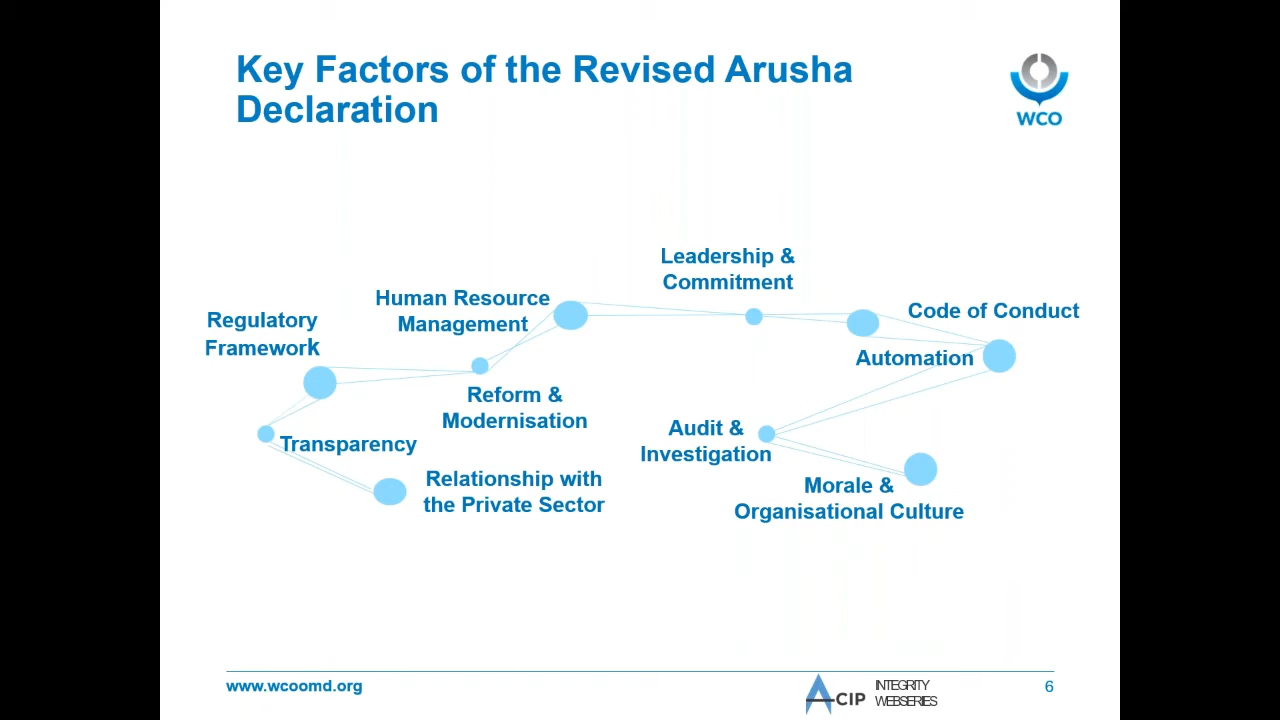 Key Factors of the Revised Arusha
Declaration
WCO
Leadership &
Commitment
Human Resource
Management
Code of Conduct
Regulatory
Framework
Automation
Reform &
Modernisation
Audit &
Investigation
Transparency
Relationship with
the Private Sector
Morale &
Organisational Culture
www.wcoomd.org
ACIP
INTEGRITY
WEBSERIES
6